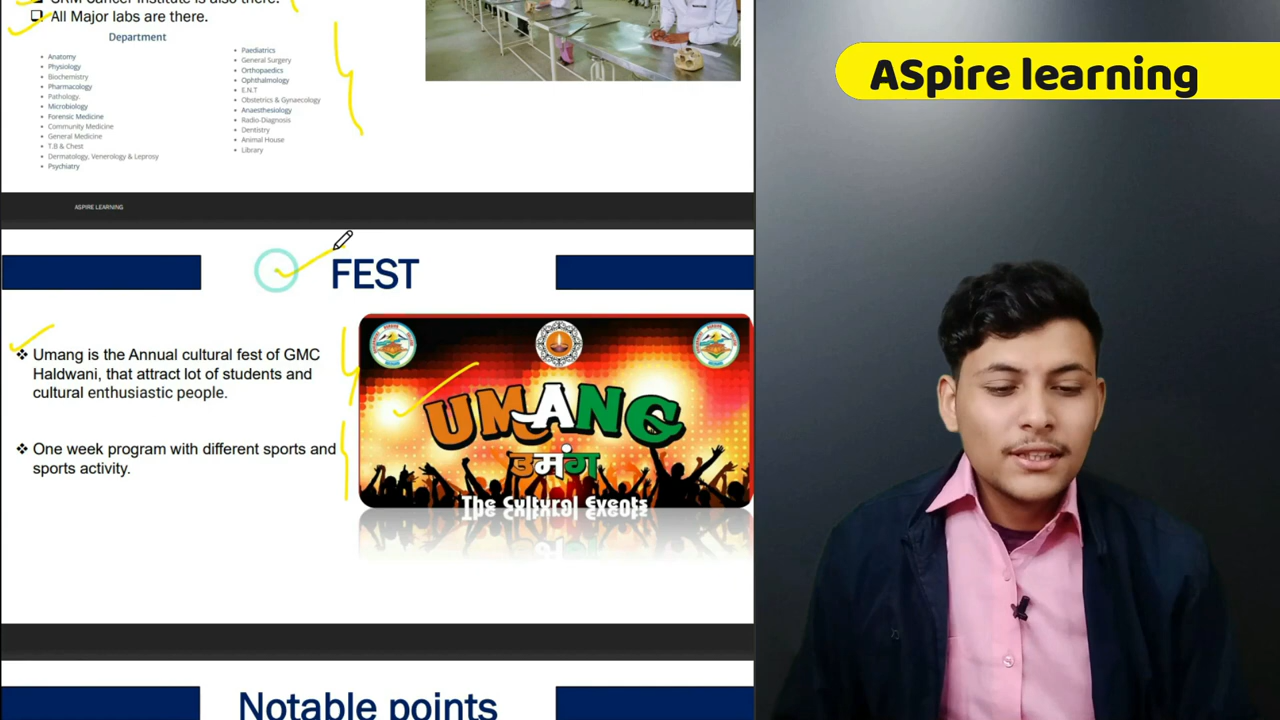 All Major labs are there.
Department
Anatomy
Physiology
Biochemistry
Pharmacology
Pathology.
Microbiology
Forensic Medicine
Community Medicine
General Medicine
T.B & Chest
Dermatology, Venerology & Leprosy
Psychiatry
Paediatrics
General Surgery
Orthopaedics
Ophthalmology
E.N.T
Obstetrics & Gynaecology
Anaesthesiology
Radio-Diagnosis
Dentistry
Animal House
Library
ASpire learning
ASPIRE LEARNING
FEST
Umang is the Annual cultural fest of GMC
Haldwani, that attract lot of students and
cultural enthusiastic people.
One week program with different sports and
sports activity.
UMANG
उमंग
The Cultural Events
Notable points